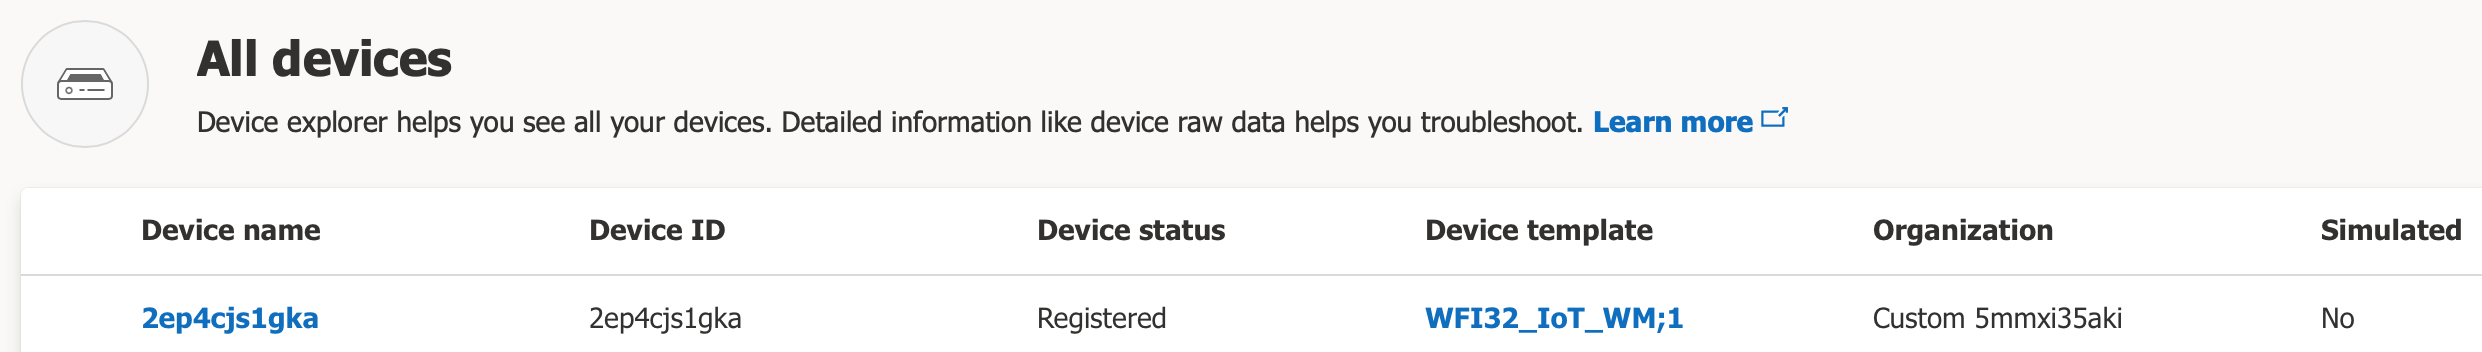 All devices
Device explorer helps you see all your devices. Detailed information like device raw data helps you troubleshoot. Learn more
Device name Device ID Device status Device template Organization Simulated
2ep4cjs1gka 2ep4cjs1gka Registered WFI32_IoT_WM;1 Custom 5mmxi35aki No